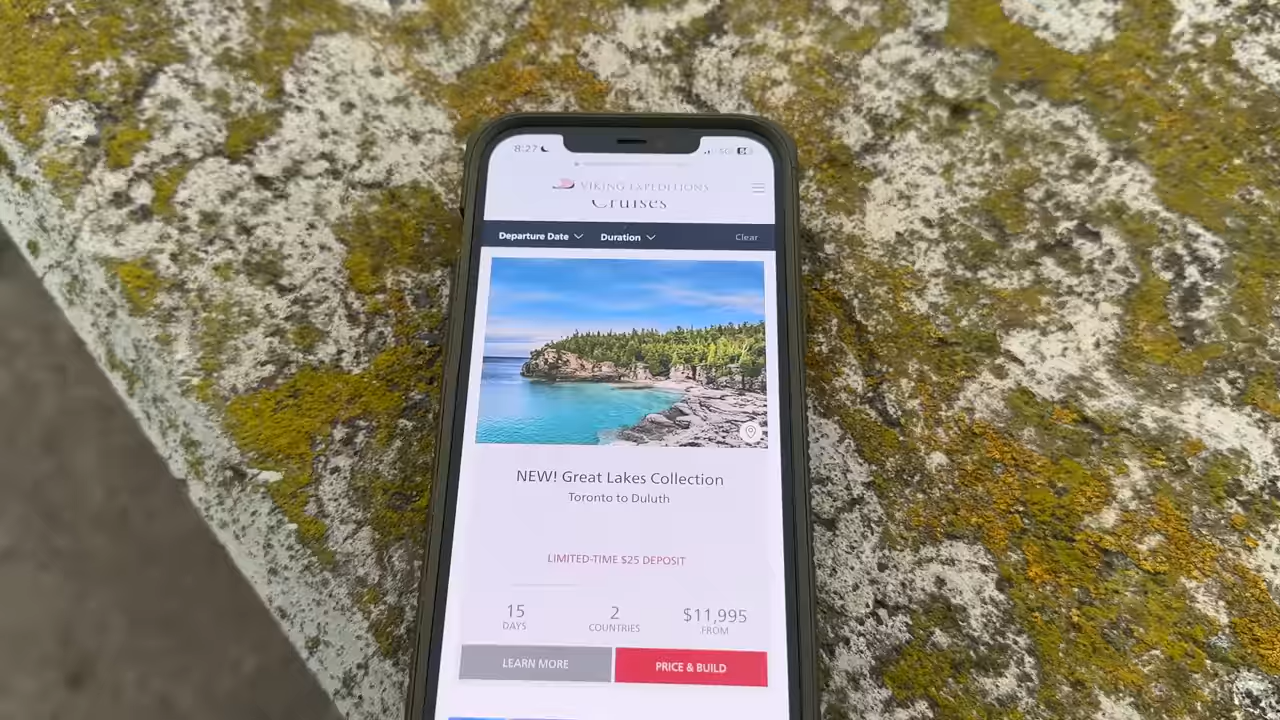 8:27
VIKING EXPEDITIONS
Cruises
Departure Date
Duration
Clear
NEW! Great Lakes Collection
Toronto to Duluth
LIMITED-TIME $25 DEPOSIT
15
DAYS
2
COUNTRIES
$11,995
FROM
LEARN MORE
PRICE & BUILD